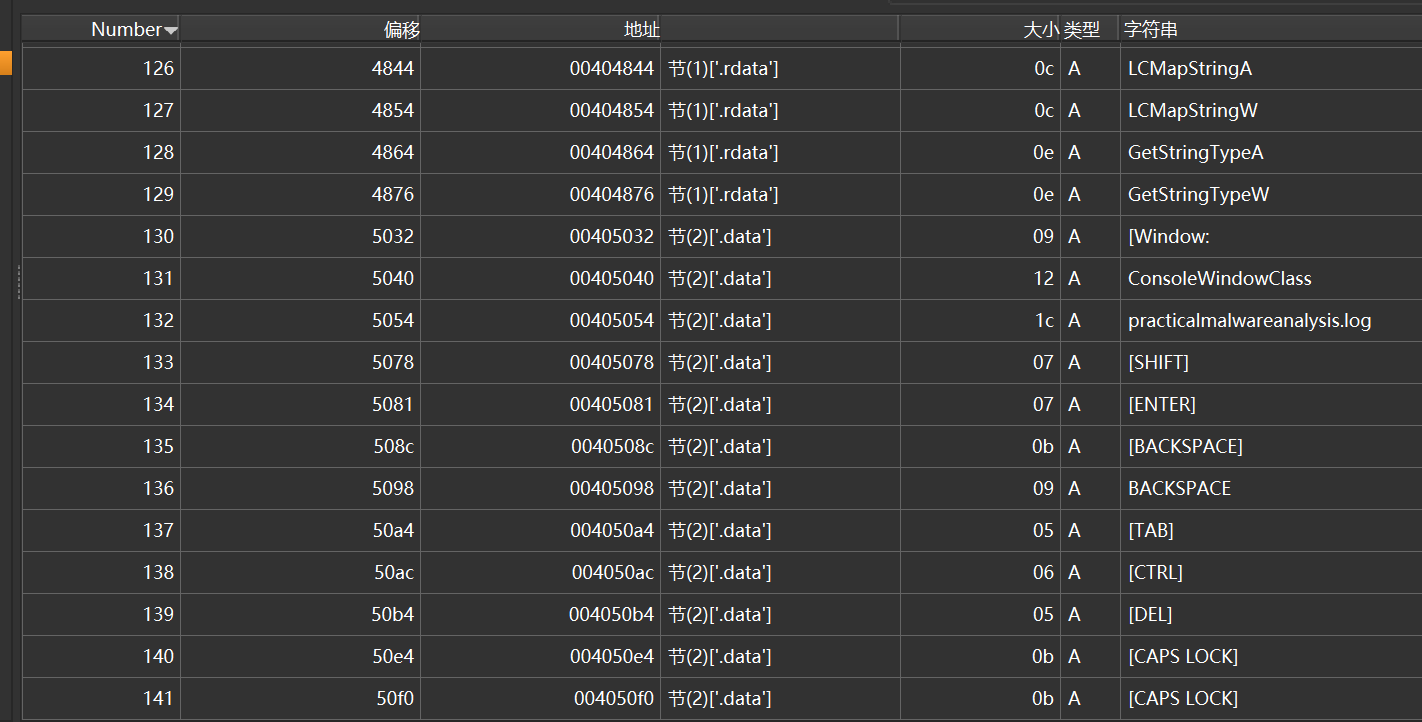 Number 偏移 地址 大小 类型 字符串
126 4844 00404844 节(1)['.rdata'] 0c A LCMapStringA
127 4854 00404854 节(1)['.rdata'] 0c A LCMapStringW
128 4864 00404864 节(1)['.rdata'] 0e A GetStringTypeA
129 4876 00404876 节(1)['.rdata'] 0e A GetStringTypeW
130 5032 00405032 节(2)['.data'] 09 A [Window:
131 5040 00405040 节(2)['.data'] 12 A ConsoleWindowClass
132 5054 00405054 节(2)['.data'] 1c A practicalmalwareanalysis.log
133 5078 00405078 节(2)['.data'] 07 A [SHIFT]
134 5081 00405081 节(2)['.data'] 07 A [ENTER]
135 508c 0040508c 节(2)['.data'] 0b A [BACKSPACE]
136 5098 00405098 节(2)['.data'] 09 A BACKSPACE
137 50a4 004050a4 节(2)['.data'] 05 A [TAB]
138 50ac 004050ac 节(2)['.data'] 06 A [CTRL]
139 50b4 004050b4 节(2)['.data'] 05 A [DEL]
140 50e4 004050e4 节(2)['.data'] 0b A [CAPS LOCK]
141 50f0 004050f0 节(2)['.data'] 0b A [CAPS LOCK]